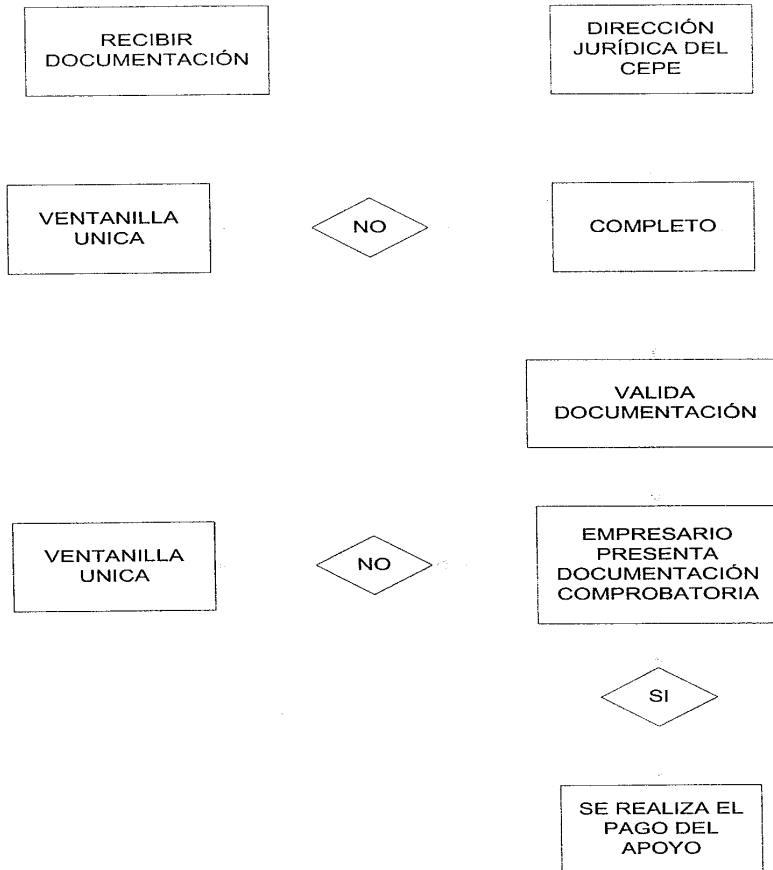 RECIBIR
DOCUMENTACIÓN
DIRECCIÓN
JURÍDICA DEL
CEPE
VENTANILLA
UNICA
NO
COMPLETO
VALIDA
DOCUMENTACIÓN
VENTANILLA
UNICA
NO
EMPRESARIO
PRESENTA
DOCUMENTACIÓN
COMPROBATORIA
SI
SE REALIZA EL
PAGO DEL
APOYO